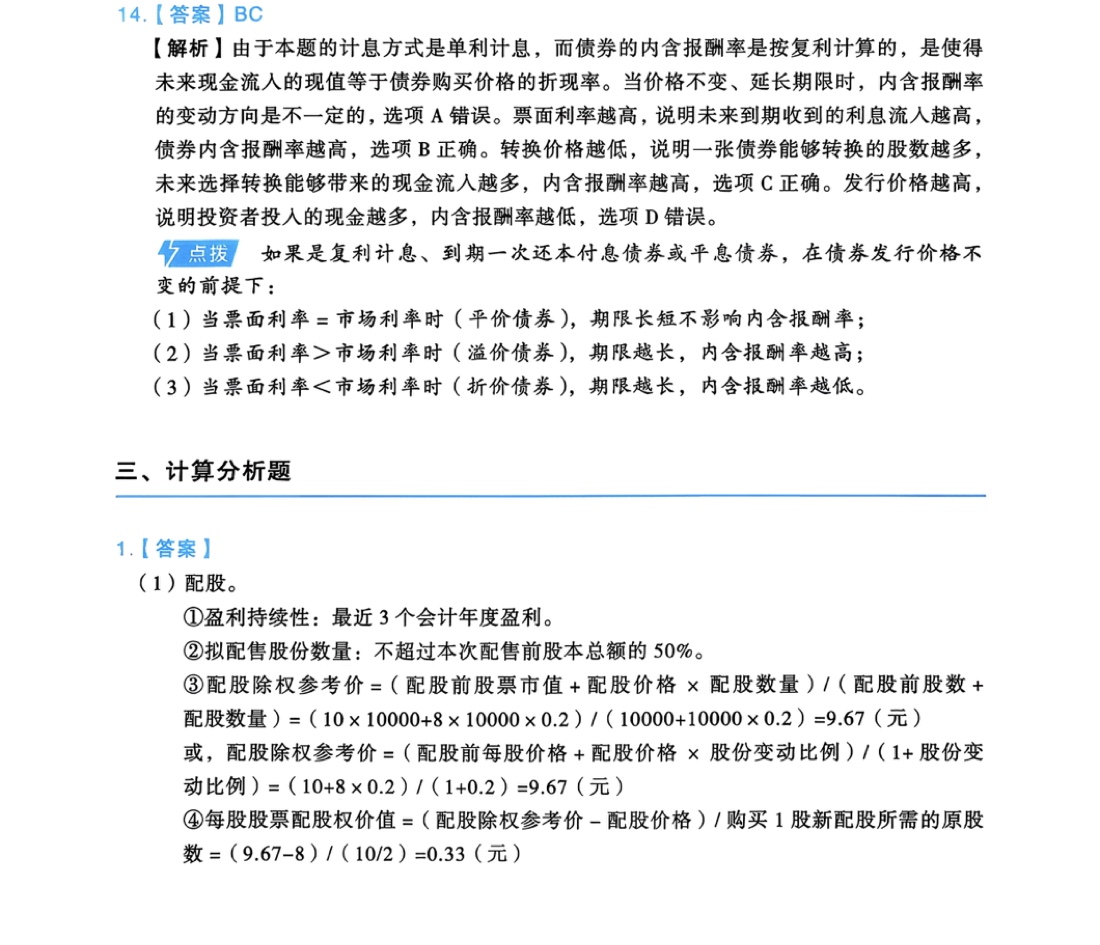 14.【答案】BC
【解析】由于本题的计息方式是单利计息，而债券的内含报酬率是按复利计算的，是使得
未来现金流入的现值等于债券购买价格的折现率。当价格不变、延长期限时，内含报酬率
的变动方向是不一定的，选项 A 错误。票面利率越高，说明未来到期收到的利息流入越高，
债券内含报酬率越高，选项 B 正确。转换价格越低，说明一张债券能够转换的股数越多，
未来选择转换能够带来的现金流入越多，内含报酬率越高，选项 C 正确。发行价格越高，
说明投资者投入的现金越多，内含报酬率越低，选项 D 错误。
点拨 如果是复利计息、到期一次还本付息债券或平息债券，在债券发行价格不
变的前提下：
（1）当票面利率 = 市场利率时（平价债券），期限长短不影响内含报酬率；
（2）当票面利率＞市场利率时（溢价债券），期限越长，内含报酬率越高；
（3）当票面利率＜市场利率时（折价债券），期限越长，内含报酬率越低。
三、计算分析题
1.【答案】
（1）配股。
①盈利持续性：最近 3 个会计年度盈利。
②拟配售股份数量：不超过本次配售前股本总额的 50%。
③配股除权参考价 =（配股前股票市值 + 配股价格 × 配股数量）/（配股前股数 +
配股数量）=（10×10000+8×10000×0.2）/（10000+10000×0.2）=9.67（元）
或，配股除权参考价 =（配股前每股价格 + 配股价格 × 股份变动比例）/（1+ 股份变
动比例）=（10+8×0.2）/（1+0.2）=9.67（元）
④每股股票配股权价值 =（配股除权参考价 – 配股价格）/ 购买 1 股新配股所需的原股
数 =（9.67–8）/（10/2）=0.33（元）